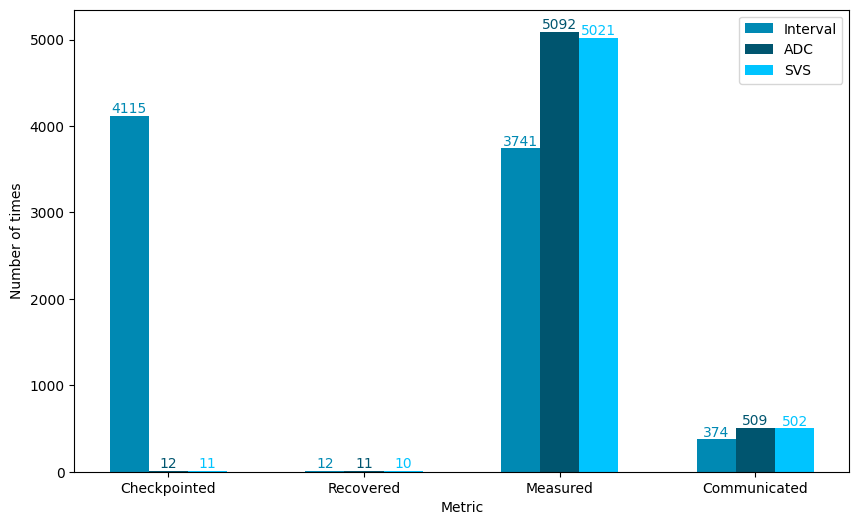 5092
5021
5000
4115
4000
3741
3000
2000
1000
0
12
11
12
11
10
374
509
502
Checkpointed
Recovered
Measured
Communicated
Metric
Number of times
Interval
ADC
SVS